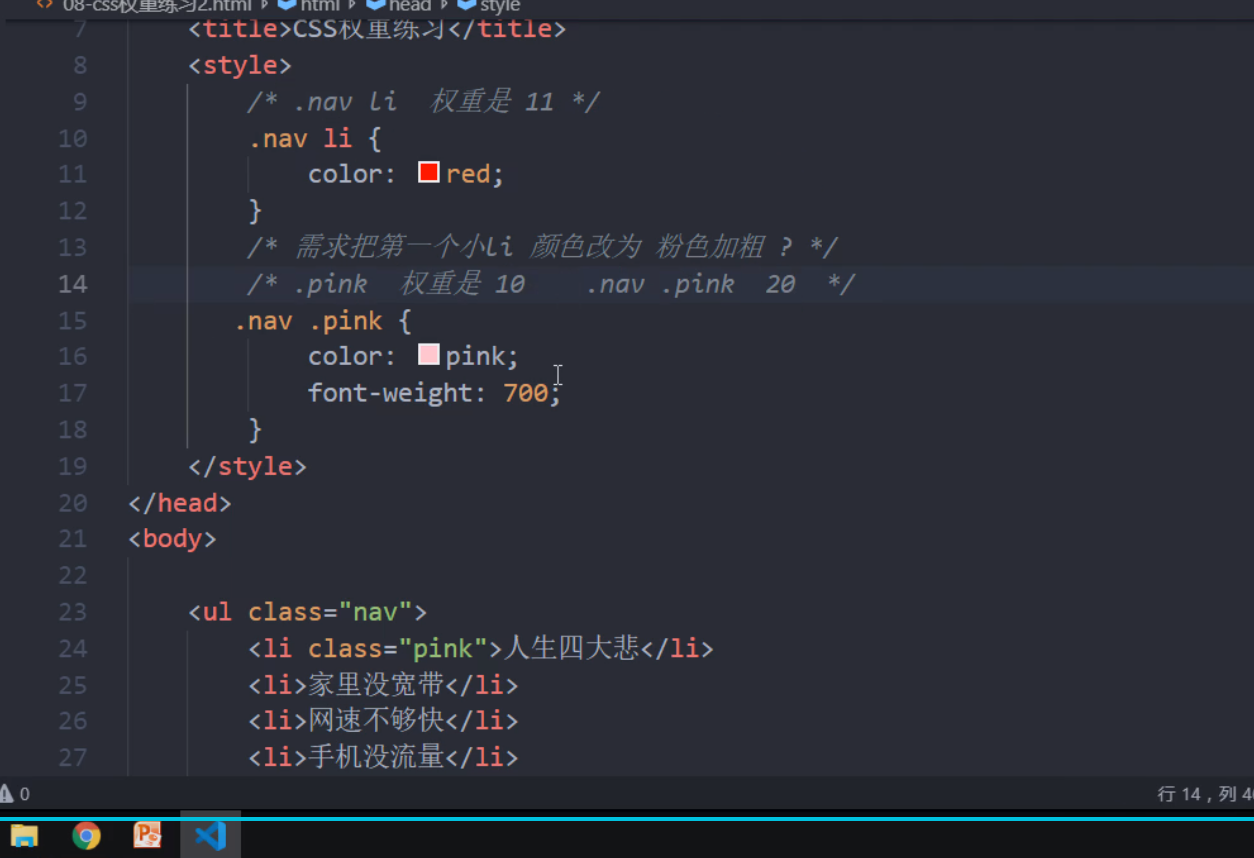 08-css权重练习2.html html head style
7 <title>CSS权重练习</title>
8 <style>
9 /* .nav li 权重是 11 */
10 .nav li {
11 color: red;
12 }
13 /* 需求把第一个小li 颜色改为 粉色加粗 ? */
14 /* .pink 权重是 10 .nav .pink 20 */
15 .nav .pink {
16 color: pink;
17 font-weight: 700;
18 }
19 </style>
20 </head>
21 <body>
22
23 <ul class="nav">
24 <li class="pink">人生四大悲</li>
25 <li>家里没宽带</li>
26 <li>网速不够快</li>
27 <li>手机没流量</li>
0 行 14，列 4